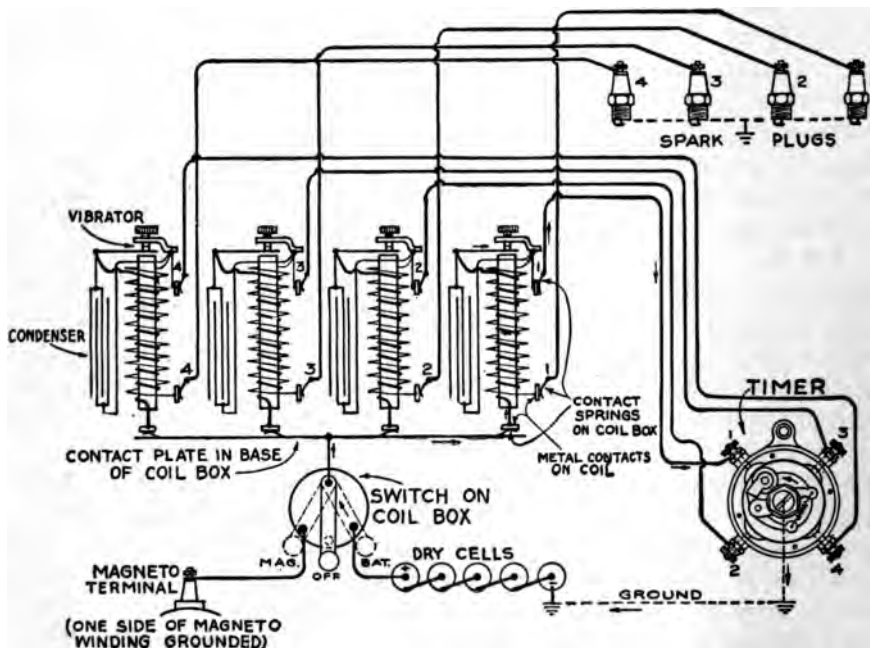 4
3
2
SPARK PLUGS
VIBRATOR
4
3
2
1
CONDENSER
4
3
2
1
CONTACT
SPRINGS
ON COIL BOX
TIMER
1
3
CONTACT PLATE IN BASE
OF COIL BOX
METAL CONTACTS
ON COIL
SWITCH ON
COIL BOX
MAG.
OFF
BAT.
DRY CELLS
+
-
2
4
MAGNETO
TERMINAL
GROUND
(ONE SIDE OF MAGNETO
WINDING GROUNDED)